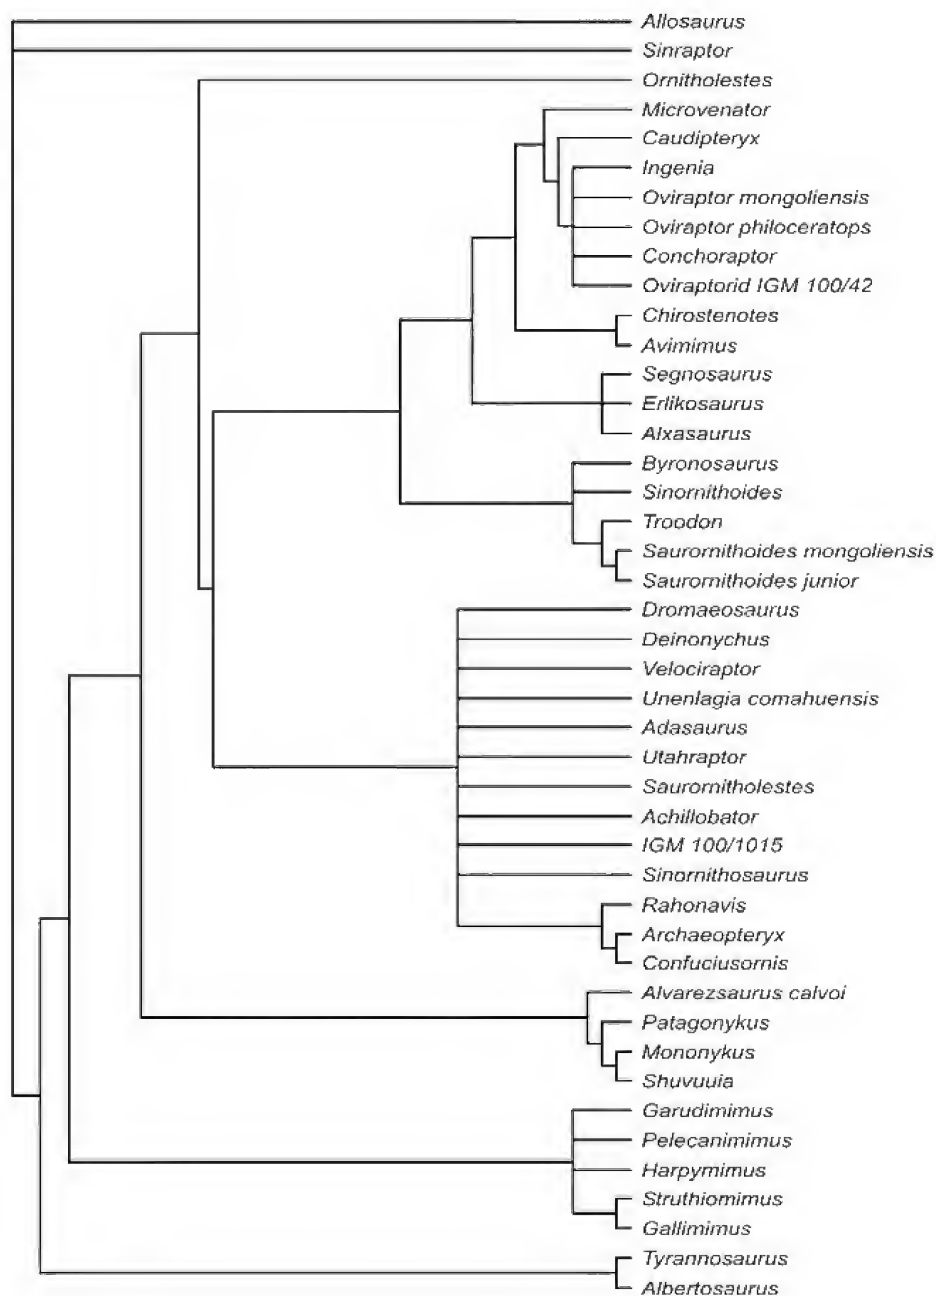 Allosaurus
Sinraptor
Ornitholestes
Microvenator
Caudipteryx
Ingenia
Oviraptor mongoliensis
Oviraptor philoceratops
Conchoraptor
Oviraptorid IGM 100/42
Chirostenotes
Avimimus
Segnosaurus
Erlikosaurus
Alxasaurus
Byronosaurus
Sinornithoides
Troodon
Saurornithoides mongoliensis
Saurornithoides junior
Dromaeosaurus
Deinonychus
Velociraptor
Unenlagia comahuensis
Adasaurus
Utahraptor
Saurornitholestes
Achillobator
IGM 100/1015
Sinornithosaurus
Rahonavis
Archaeopteryx
Confuciusornis
Alvarezsaurus calvoi
Patagonykus
Mononykus
Shuvuuia
Garudimimus
Pelecanimimus
Harpymimus
Struthiomimus
Gallimimus
Tyrannosaurus
Albertosaurus